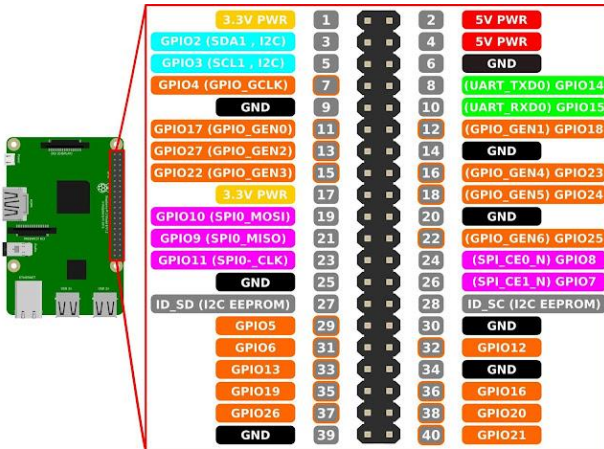 3.3V PWR 1 2 5V PWR
GPIO2 (SDA1 , I2C) 3 4 5V PWR
GPIO3 (SCL1 , I2C) 5 6 GND
GPIO4 (GPIO_GCLK) 7 8 (UART_TXD0) GPIO14
GND 9 10 (UART_RXD0) GPIO15
GPIO17 (GPIO_GEN0) 11 12 (GPIO_GEN1) GPIO18
GPIO27 (GPIO_GEN2) 13 14 GND
GPIO22 (GPIO_GEN3) 15 16 (GPIO_GEN4) GPIO23
3.3V PWR 17 18 (GPIO_GEN5) GPIO24
GPIO10 (SPI0_MOSI) 19 20 GND
GPIO9 (SPI0_MISO) 21 22 (GPIO_GEN6) GPIO25
GPIO11 (SPI0-_CLK) 23 24 (SPI_CE0_N) GPIO8
GND 25 26 (SPI_CE1_N) GPIO7
ID_SD (I2C EEPROM) 27 28 ID_SC (I2C EEPROM)
GPIO5 29 30 GND
GPIO6 31 32 GPIO12
GPIO13 33 34 GND
GPIO19 35 36 GPIO16
GPIO26 37 38 GPIO20
GND 39 40 GPIO21